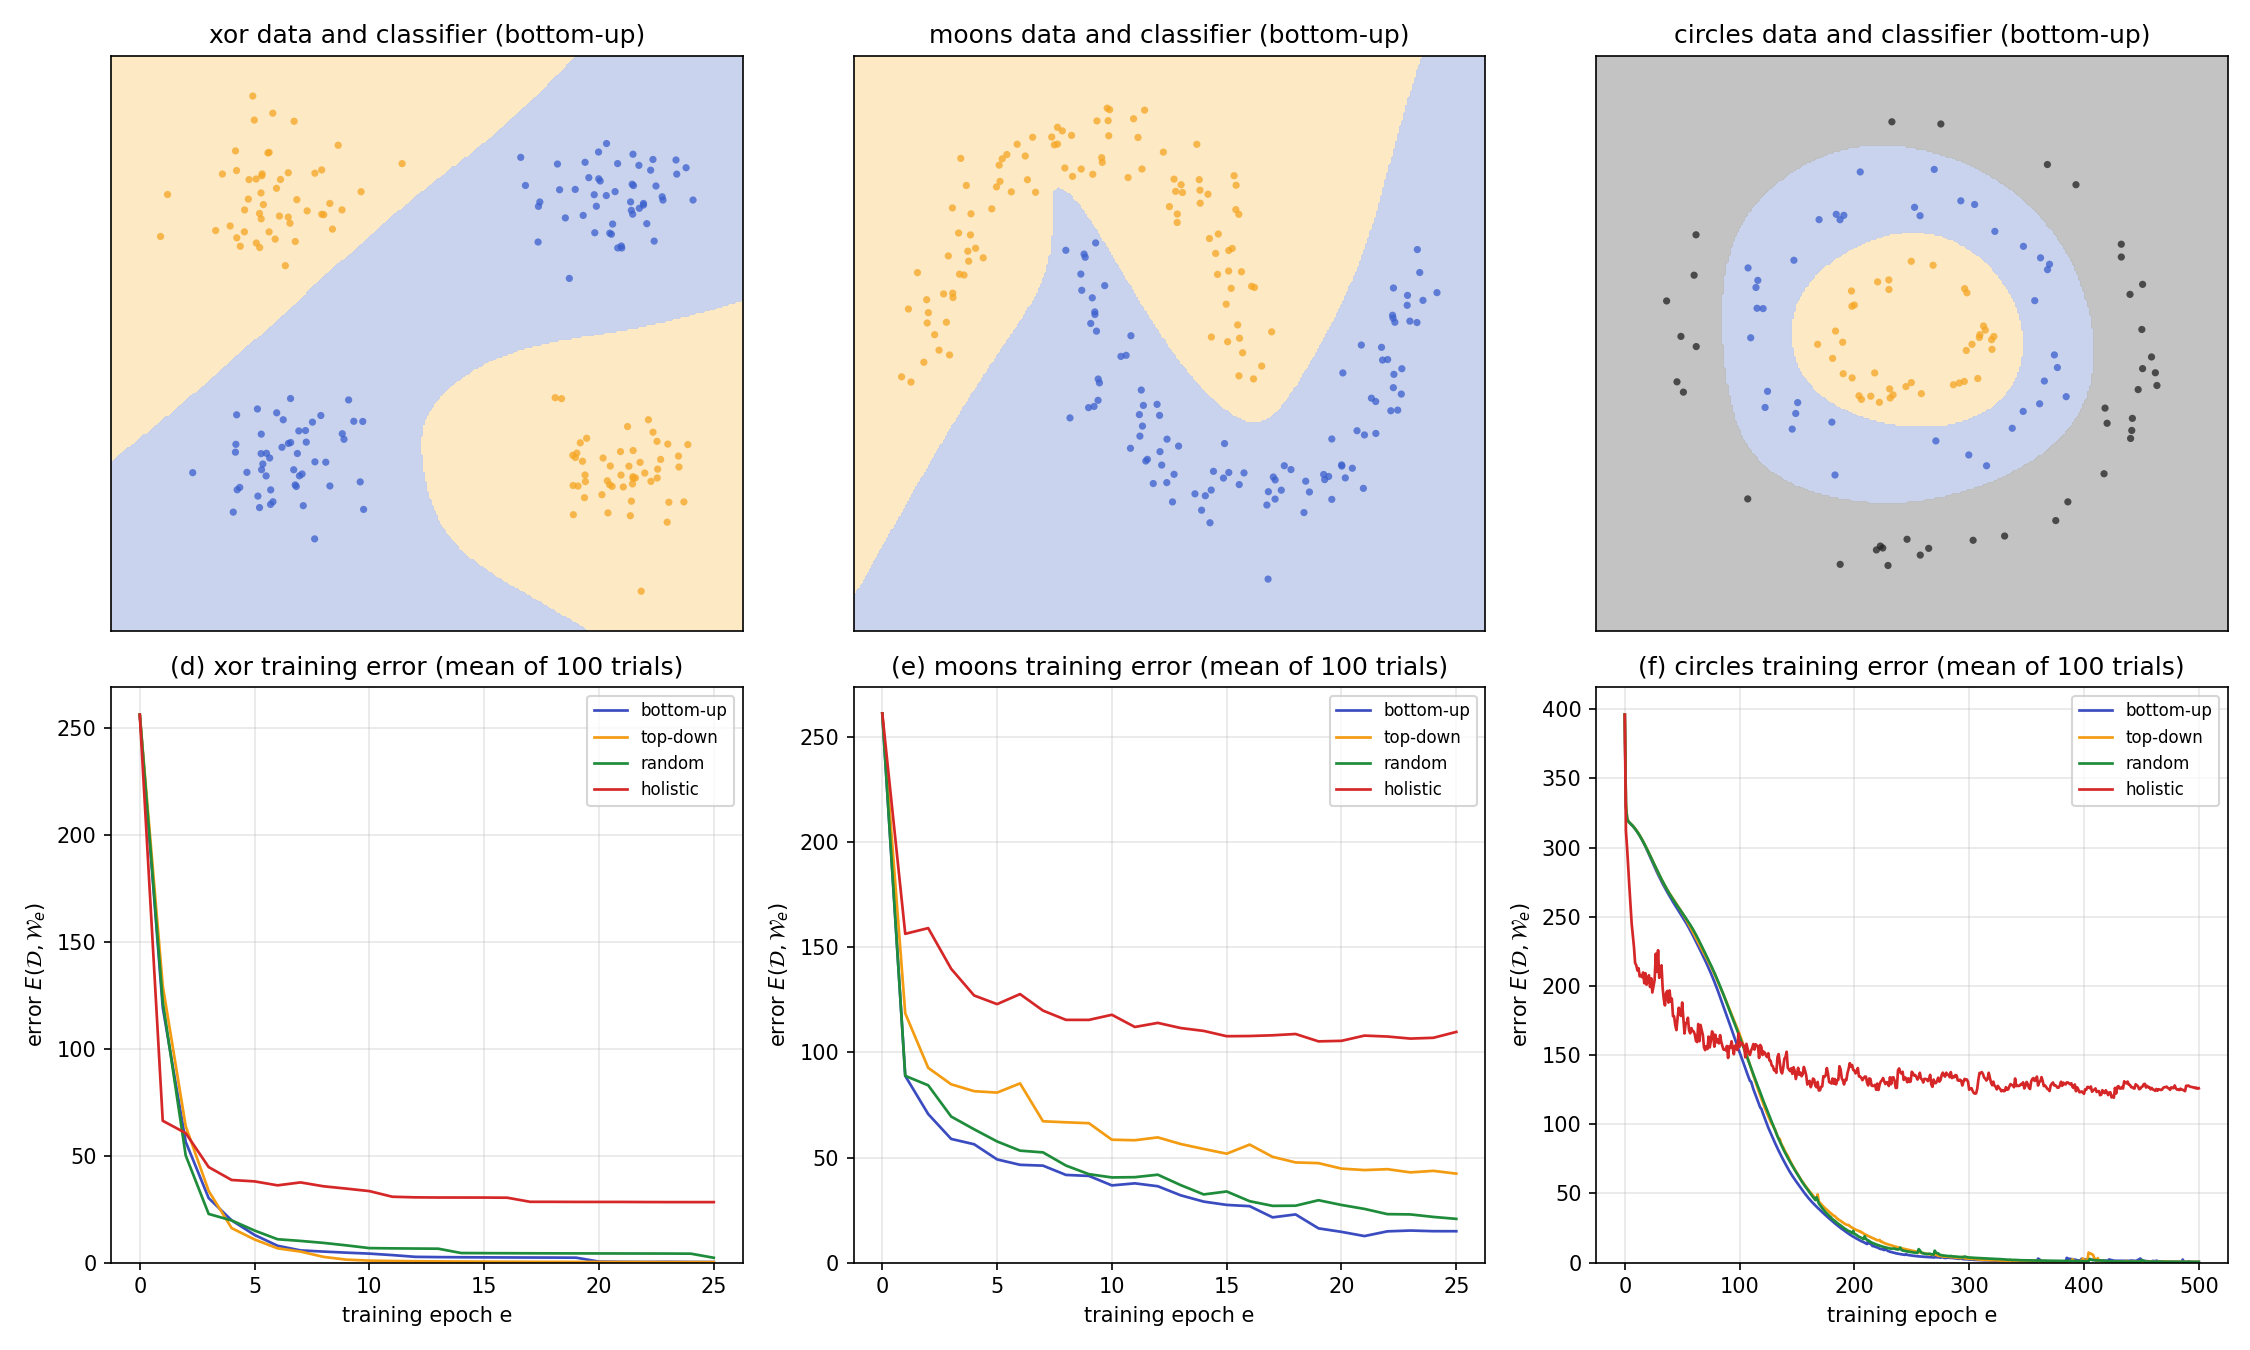 xor data and classifier (bottom-up)
moons data and classifier (bottom-up)
circles data and classifier (bottom-up)
(d) xor training error (mean of 100 trials)
250
200
150
100
50
0
error E(𝒟, 𝒲ₑ)
0 5 10 15 20 25
training epoch e
bottom-up
top-down
random
holistic
(e) moons training error (mean of 100 trials)
250
200
150
100
50
0
error E(𝒟, 𝒲ₑ)
0 5 10 15 20 25
training epoch e
bottom-up
top-down
random
holistic
(f) circles training error (mean of 100 trials)
400
350
300
250
200
150
100
50
0
error E(𝒟, 𝒲ₑ)
0 100 200 300 400 500
training epoch e
bottom-up
top-down
random
holistic